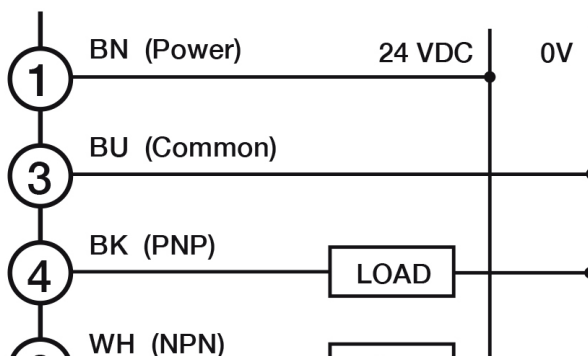 BN (Power) 24 VDC 0V
1
BU (Common)
3
BK (PNP)
4 LOAD
WH (NPN)